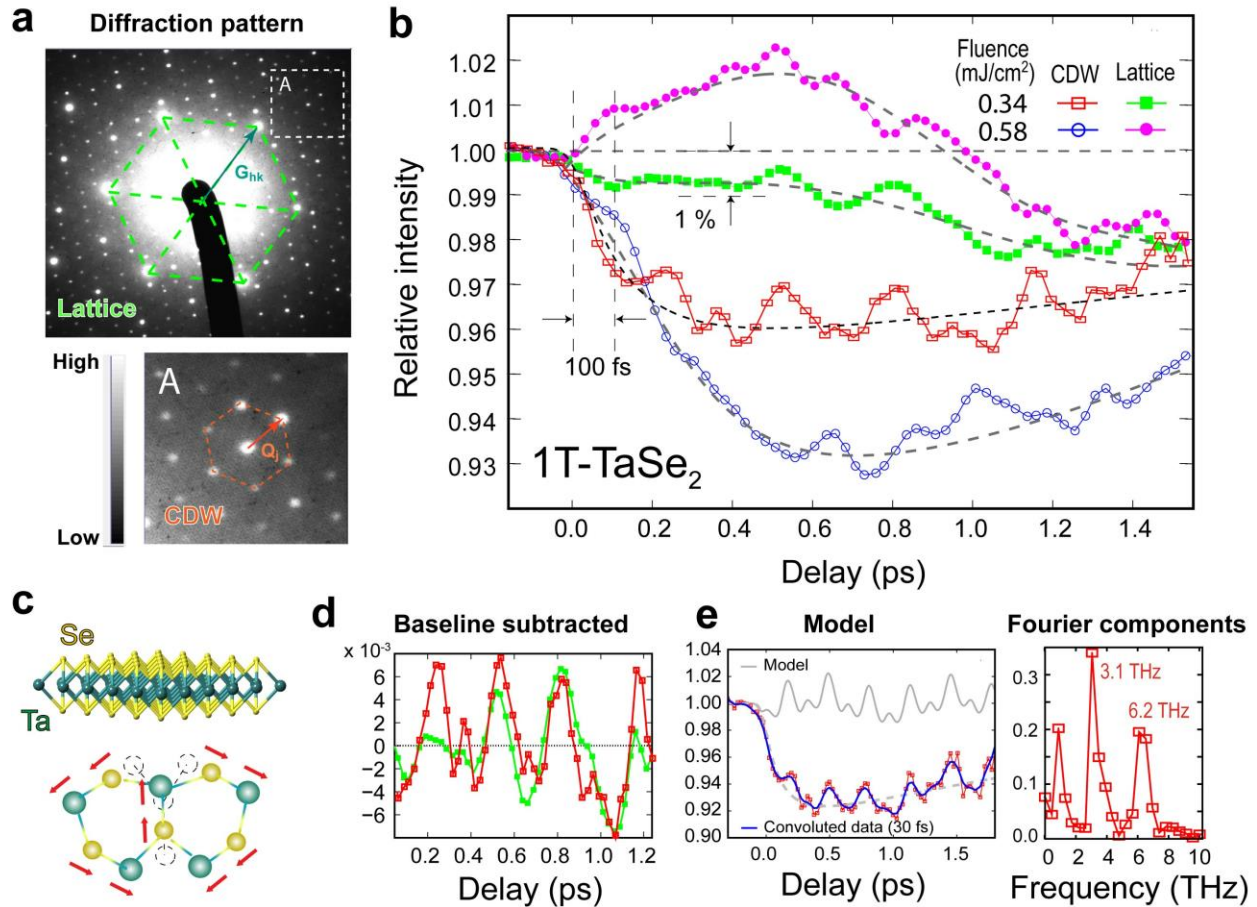 a
Diffraction pattern
A
G_hk
Lattice
High
Low
A
Q_j
CDW
b
Fluence
(mJ/cm²)
CDW
Lattice
0.34
0.58
1.02
1.01
1.00
0.99
0.98
0.97
0.96
0.95
0.94
0.93
Relative intensity
1 %
100 fs
1T-TaSe₂
0.0 0.2 0.4 0.6 0.8 1.0 1.2 1.4
Delay (ps)
c
Se
Ta
d
Baseline subtracted
x 10⁻³
8
6
4
2
0
-2
-4
-6
0.2 0.4 0.6 0.8 1.0 1.2
Delay (ps)
e
Model
1.04
1.02
1.00
0.98
0.96
0.94
0.92
0.90
Model
Convoluted data (30 fs)
0.0 0.5 1.0 1.5
Delay (ps)
Fourier components
3.1 THz
6.2 THz
0.3
0.2
0.1
0.0
0 2 4 6 8 10
Frequency (THz)